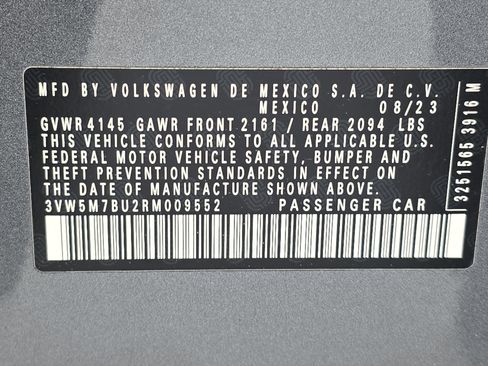 MFD BY VOLKSWAGEN DE MEXICO S.A. DE C.V.
MEXICO 08/23
GVWR 4145 GAWR FRONT 2161 / REAR 2094 LBS
THIS VEHICLE CONFORMS TO ALL APPLICABLE U.S.
FEDERAL MOTOR VEHICLE SAFETY, BUMPER AND
THEFT PREVENTION STANDARDS IN EFFECT ON THE
DATE OF MANUFACTURE SHOWN ABOVE.
3VW5M7BU2RM009552 PASSENGER CAR
3251565 3916 M